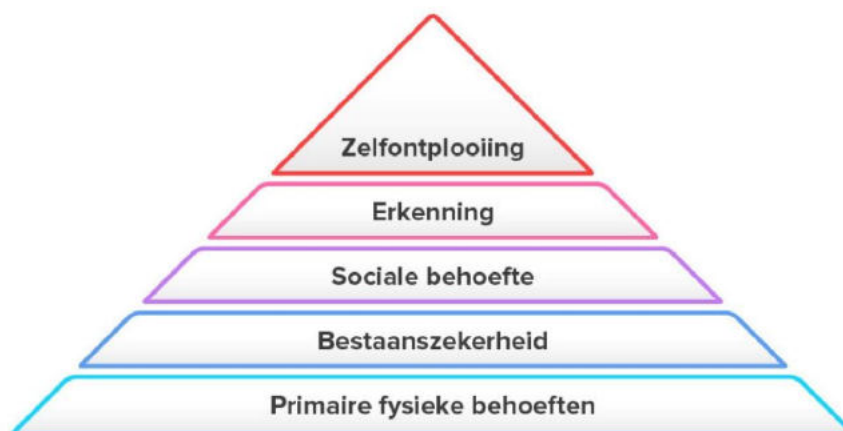 Zelfontplooiing
Erkenning
Sociale behoefte
Bestaanszekerheid
Primaire fysieke behoeften